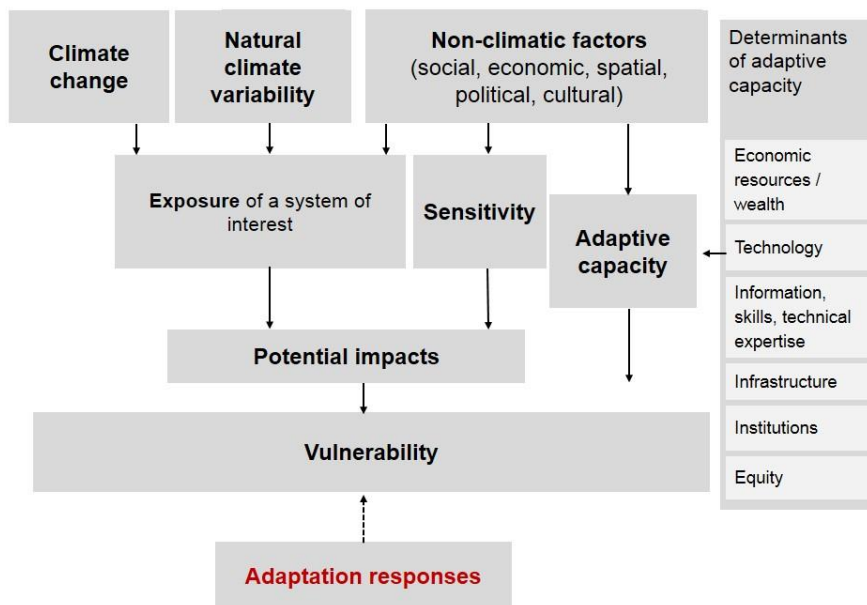 Climate
change
Natural
climate
variability
Non-climatic factors
(social, economic, spatial,
political, cultural)
Determinants
of adaptive
capacity
Exposure of a system of
interest
Sensitivity
Adaptive
capacity
Economic
resources /
wealth
Technology
Information,
skills, technical
expertise
Infrastructure
Institutions
Equity
Potential impacts
Vulnerability
Adaptation responses